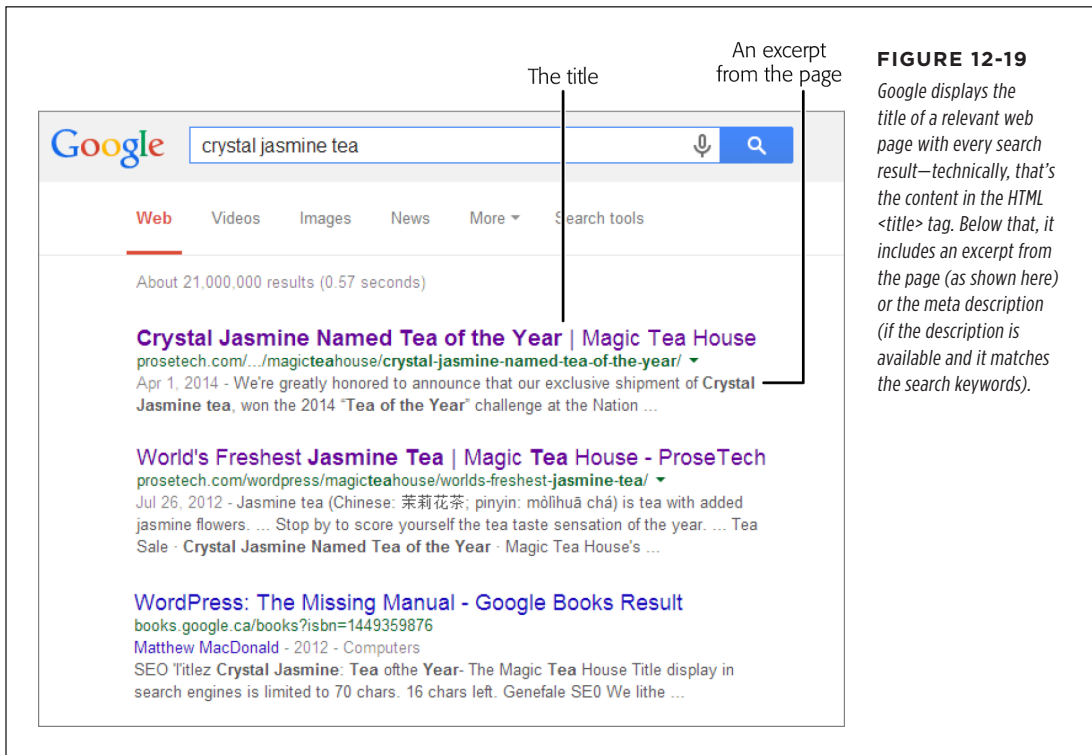 The title
An excerpt
from the page
Google
crystal jasmine tea
Web Videos Images News More Search tools
About 21,000,000 results (0.57 seconds)
Crystal Jasmine Named Tea of the Year | Magic Tea House
prosetech.com/.../magicteahouse/crystal-jasmine-named-tea-of-the-year/
Apr 1, 2014 - We're greatly honored to announce that our exclusive shipment of Crystal
Jasmine tea, won the 2014 “Tea of the Year” challenge at the Nation ...
World's Freshest Jasmine Tea | Magic Tea House - ProseTech
prosetech.com/wordpress/magicteahouse/worlds-freshest-jasmine-tea/
Jul 26, 2012 - Jasmine tea (Chinese: 茉莉花茶; pinyin: mòlìhuā chá) is tea with added
jasmine flowers. ... Stop by to score yourself the tea taste sensation of the year. ... Tea
Sale · Crystal Jasmine Named Tea of the Year · Magic Tea House's ...
WordPress: The Missing Manual - Google Books Result
books.google.ca/books?isbn=1449359876
Matthew MacDonald - 2012 - Computers
SEO 'l'itlez Crystal Jasmine: Tea ofthe Year- The Magic Tea House Title display in
search engines is limited to 70 chars. 16 chars left. Genefale SE0 We lithe ...
FIGURE 12-19
Google displays the
title of a relevant web
page with every search
result—technically, that's
the content in the HTML
<title> tag. Below that, it
includes an excerpt from
the page (as shown here)
or the meta description
(if the description is
available and it matches
the search keywords).